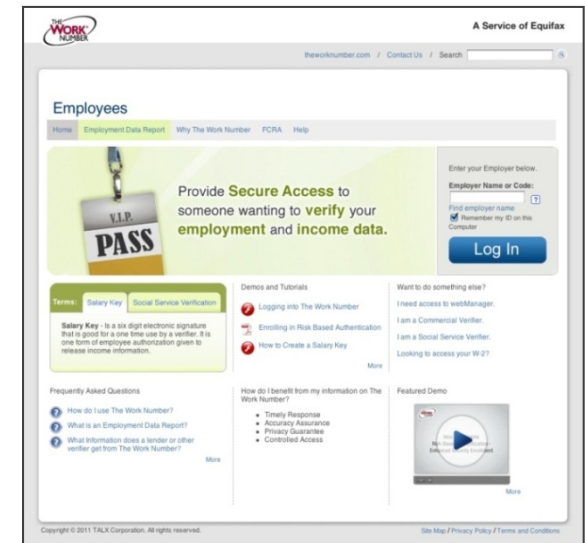 THE
WORK
NUMBER
A Service of Equifax
theworknumber.com / Contact Us / Search
Employees
Home Employment Data Report Why The Work Number FCRA Help
V.I.P.
PASS
Provide Secure Access to
someone wanting to verify your
employment and income data.
Enter your Employer below.
Employer Name or Code:
?
Find employer name
Remember my ID on this
Computer
Log In
Terms: Salary Key Social Service Verification
Salary Key - Is a six digit electronic signature
that is good for a one time use by a verifier. It is
one form of employee authorization given to
release income information.
Demos and Tutorials
Logging into The Work Number
Enrolling in Risk Based Authentication
How to Create a Salary Key
More
Want to do something else?
I need access to webManager.
I am a Commercial Verifier.
I am a Social Service Verifier.
Looking to access your W-2?
Frequently Asked Questions
? How do I use The Work Number?
? What is an Employment Data Report?
? What Information does a lender or other
verifier get from The Work Number?
More
How do I benefit from my information on The
Work Number?
• Timely Response
• Accuracy Assurance
• Privacy Guarantee
• Controlled Access
Featured Demo
More
Copyright © 2011 TALX Corporation. All rights reserved.
Site Map / Privacy Policy / Terms and Conditions